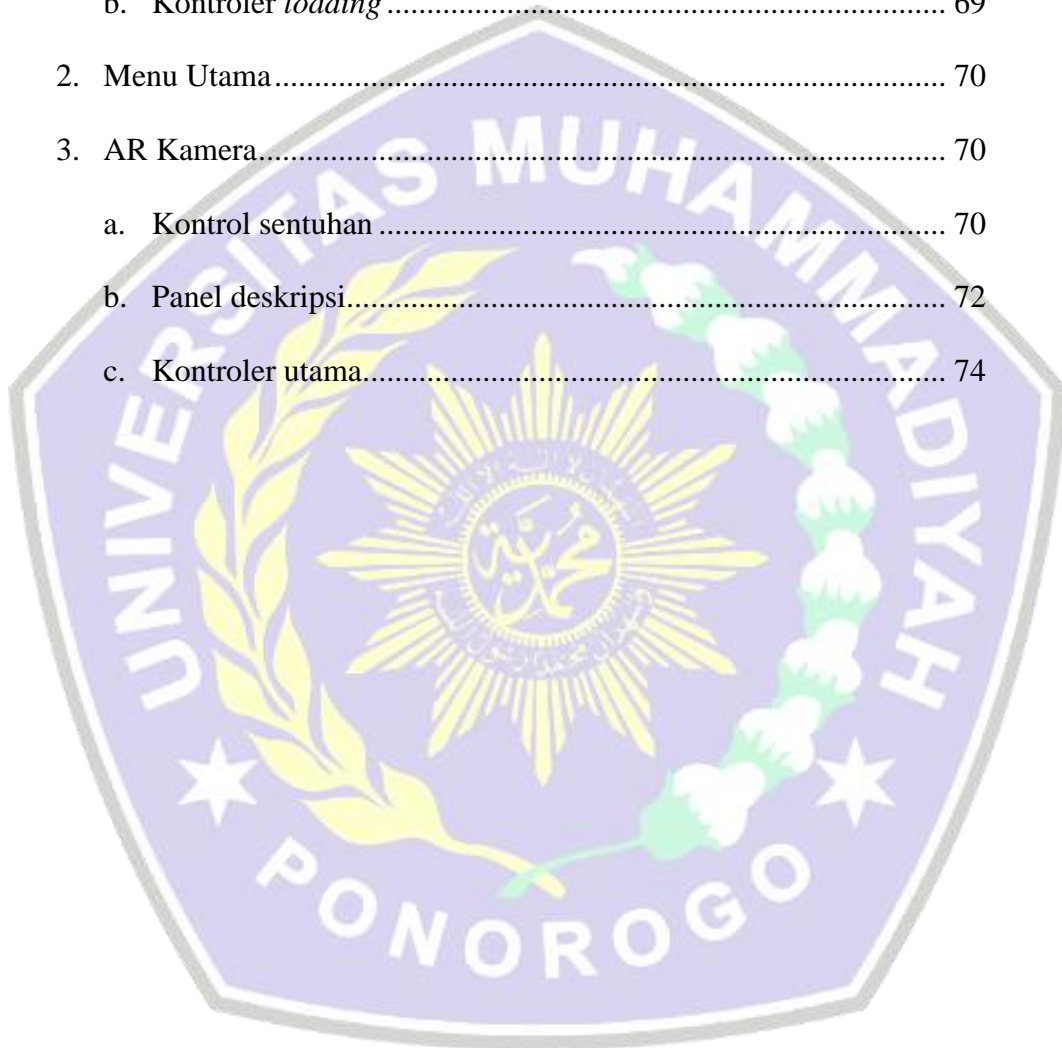 b. Kontroler loading ........ 69
2. Menu Utama ........ 70
3. AR Kamera ........ 70
a. Kontrol sentuhan ........ 70
b. Panel deskripsi ........ 72
c. Kontroler utama ........ 74
UNIVERSITAS MUHAMMADIYAH
PONOROGO
محمدية